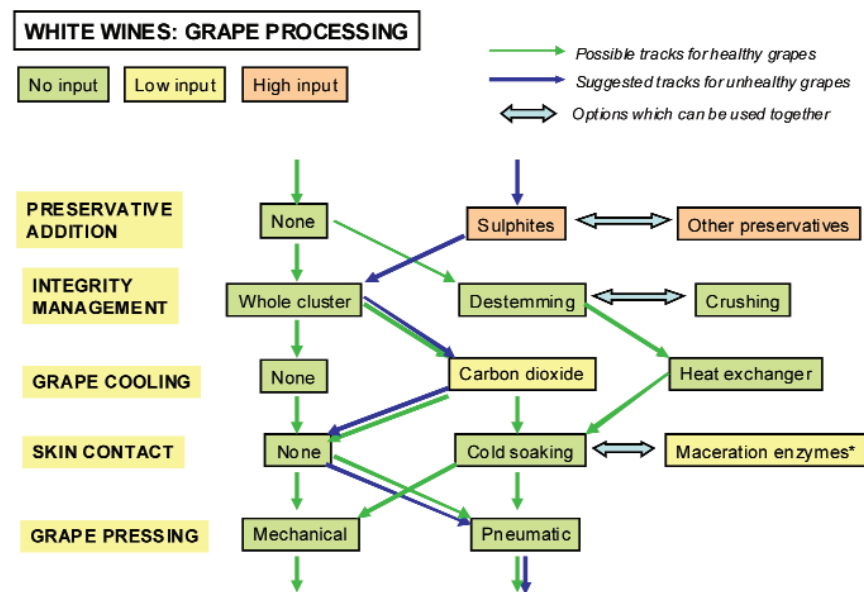 WHITE WINES: GRAPE PROCESSING
Possible tracks for healthy grapes
No input
Low input
High input
Suggested tracks for unhealthy grapes
Options which can be used together
PRESERVATIVE
ADDITION
None
Sulphites
Other preservatives
INTEGRITY
MANAGEMENT
Whole cluster
Destemming
Crushing
GRAPE COOLING
None
Carbon dioxide
Heat exchanger
SKIN CONTACT
None
Cold soaking
Maceration enzymes*
GRAPE PRESSING
Mechanical
Pneumatic